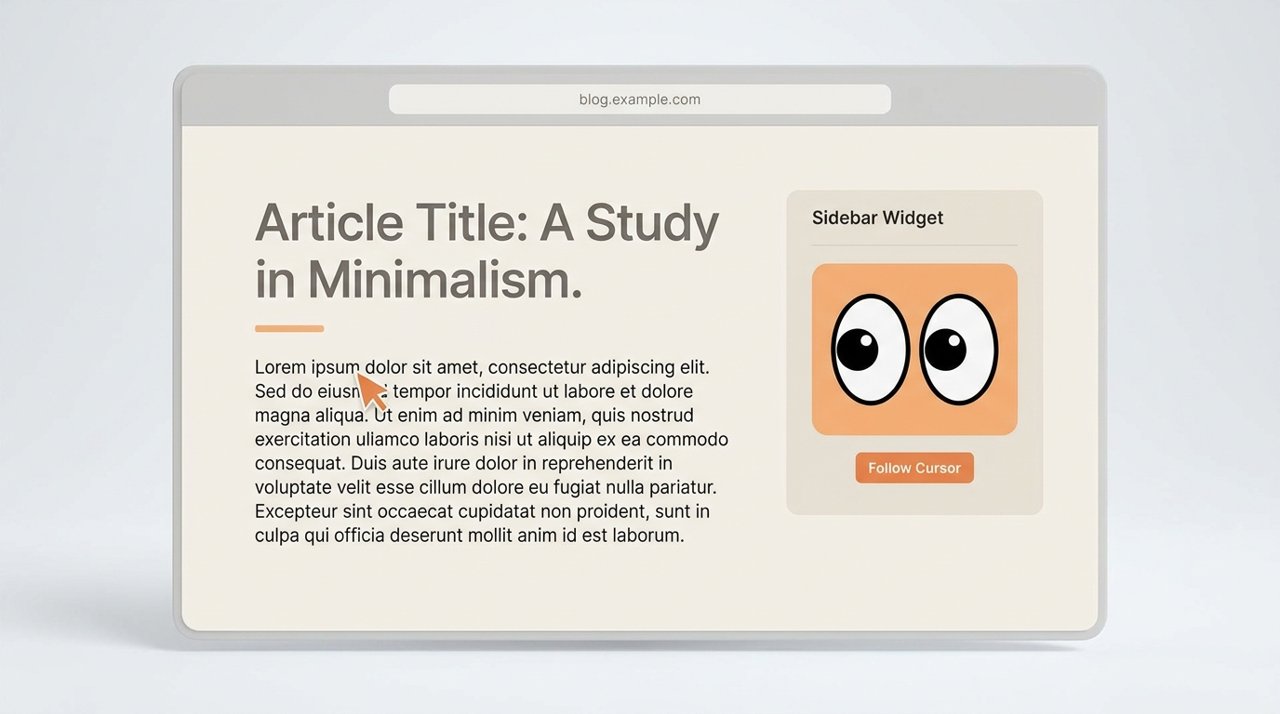 blog.example.com
Article Title: A Study
in Minimalism.
Lorem ipsum dolor sit amet, consectetur adipiscing elit.
Sed do tempor incididunt ut labore et dolore
magna aliqua. Ut enim ad minim veniam, quis nostrud
exercitation ullamco laboris nisi ut aliquip ex ea commodo
consequat. Duis aute irure dolor in reprehenderit in
voluptate velit esse cillum dolore eu fugiat nulla pariatur.
Excepteur sint occaecat cupidatat non proident, sunt in
culpa qui officia deserunt mollit anim id est laborum.
Sidebar Widget
Follow Cursor